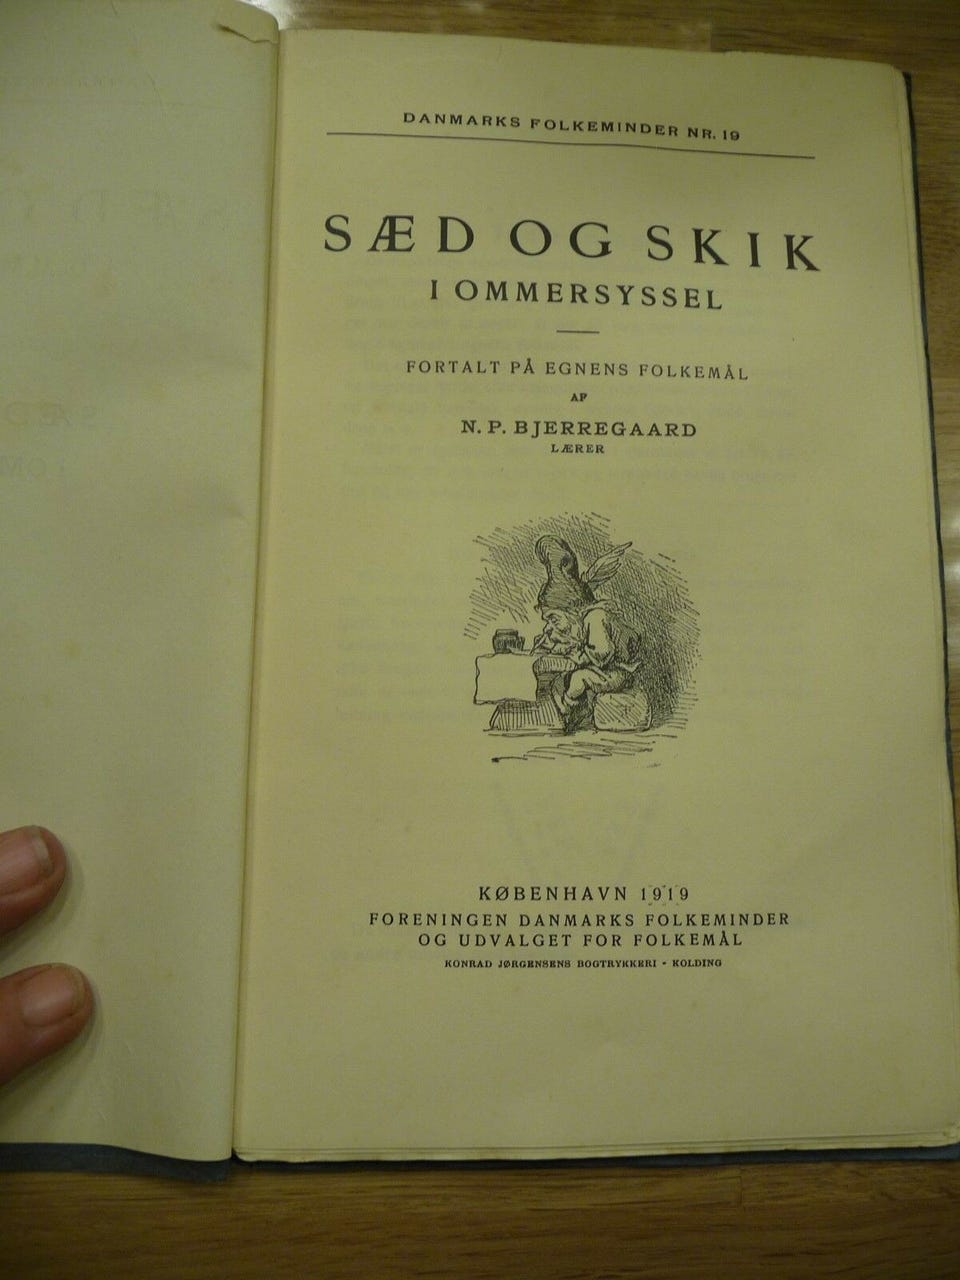 DANMARKS FOLKEMINDER NR. 19
SÆD OG SKIK
I OMMERSYSSEL
FORTALT PÅ EGNENS FOLKEMÅL
AF
N. P. BJERREGAARD
LÆRER
KØBENHAVN 1919
FORENINGEN DANMARKS FOLKEMINDER
OG UDVALGET FOR FOLKEMÅL
KONRAD JØRGENSENS BOGTRYKKERI - KOLDING